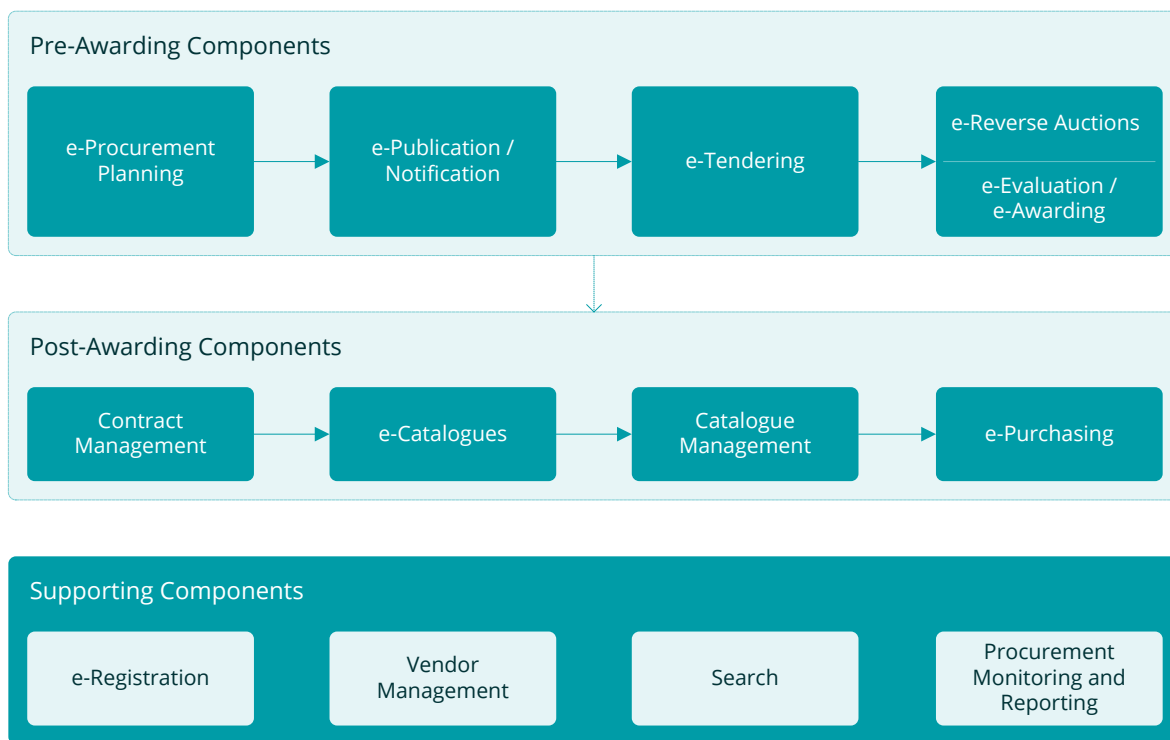 Pre-Awarding Components
e-Procurement
Planning
e-Publication /
Notification
e-Tendering
e-Reverse Auctions
e-Evaluation /
e-Awarding
Post-Awarding Components
Contract
Management
e-Catalogues
Catalogue
Management
e-Purchasing
Supporting Components
e-Registration
Vendor
Management
Search
Procurement
Monitoring and
Reporting